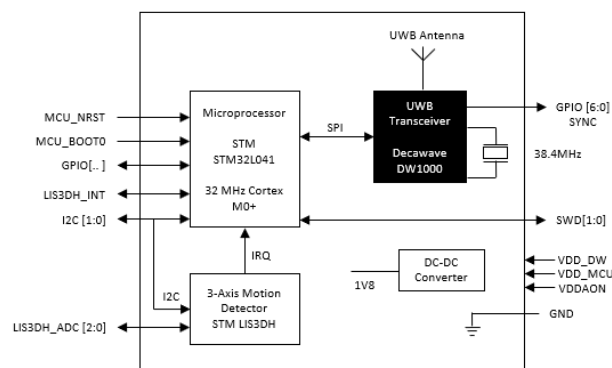 UWB Antenna
Microprocessor
STM
STM32L041
32 MHz Cortex
M0+
UWB
Transceiver
Decawave
DW1000
SPI
GPIO [6:0]
SYNC
38.4MHz
MCU_NRST
MCU_BOOT0
GPIO[.. ]
LIS3DH_INT
I2C [1:0]
SWD[1:0]
IRQ
I2C
3-Axis Motion
Detector
STM LIS3DH
LIS3DH_ADC [2:0]
1V8
DC-DC
Converter
VDD_DW
VDD_MCU
VDDAON
GND